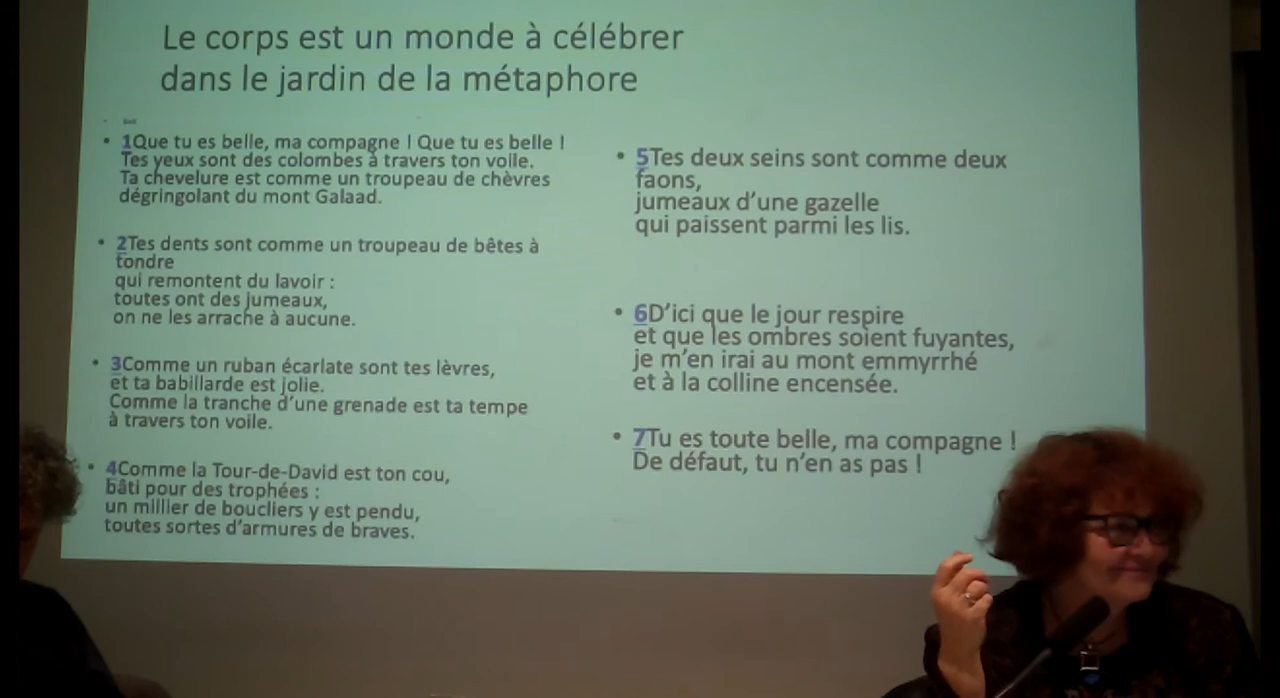 Le corps est un monde à célébrer
dans le jardin de la métaphore
• 1Que tu es belle, ma compagne ! Que tu es belle !
Tes yeux sont des colombes à travers ton voile.
Ta chevelure est comme un troupeau de chèvres
dégringolant du mont Galaad.
• 2Tes dents sont comme un troupeau de bêtes à
tondre
qui remontent du lavoir :
toutes ont des jumeaux,
on ne les arrache à aucune.
• 3Comme un ruban écarlate sont tes lèvres,
et ta babillarde est jolie.
Comme la tranche d’une grenade est ta tempe
à travers ton voile.
• 4Comme la Tour-de-David est ton cou,
bâti pour des trophées :
un millier de boucliers y est pendu,
toutes sortes d’armures de braves.
• 5Tes deux seins sont comme deux
faons,
jumeaux d’une gazelle
qui paissent parmi les lis.
• 6D’ici que le jour respire
et que les ombres soient fuyantes,
je m’en irai au mont emmyrrhé
et à la colline encensée.
• 7Tu es toute belle, ma compagne !
De défaut, tu n’en as pas !